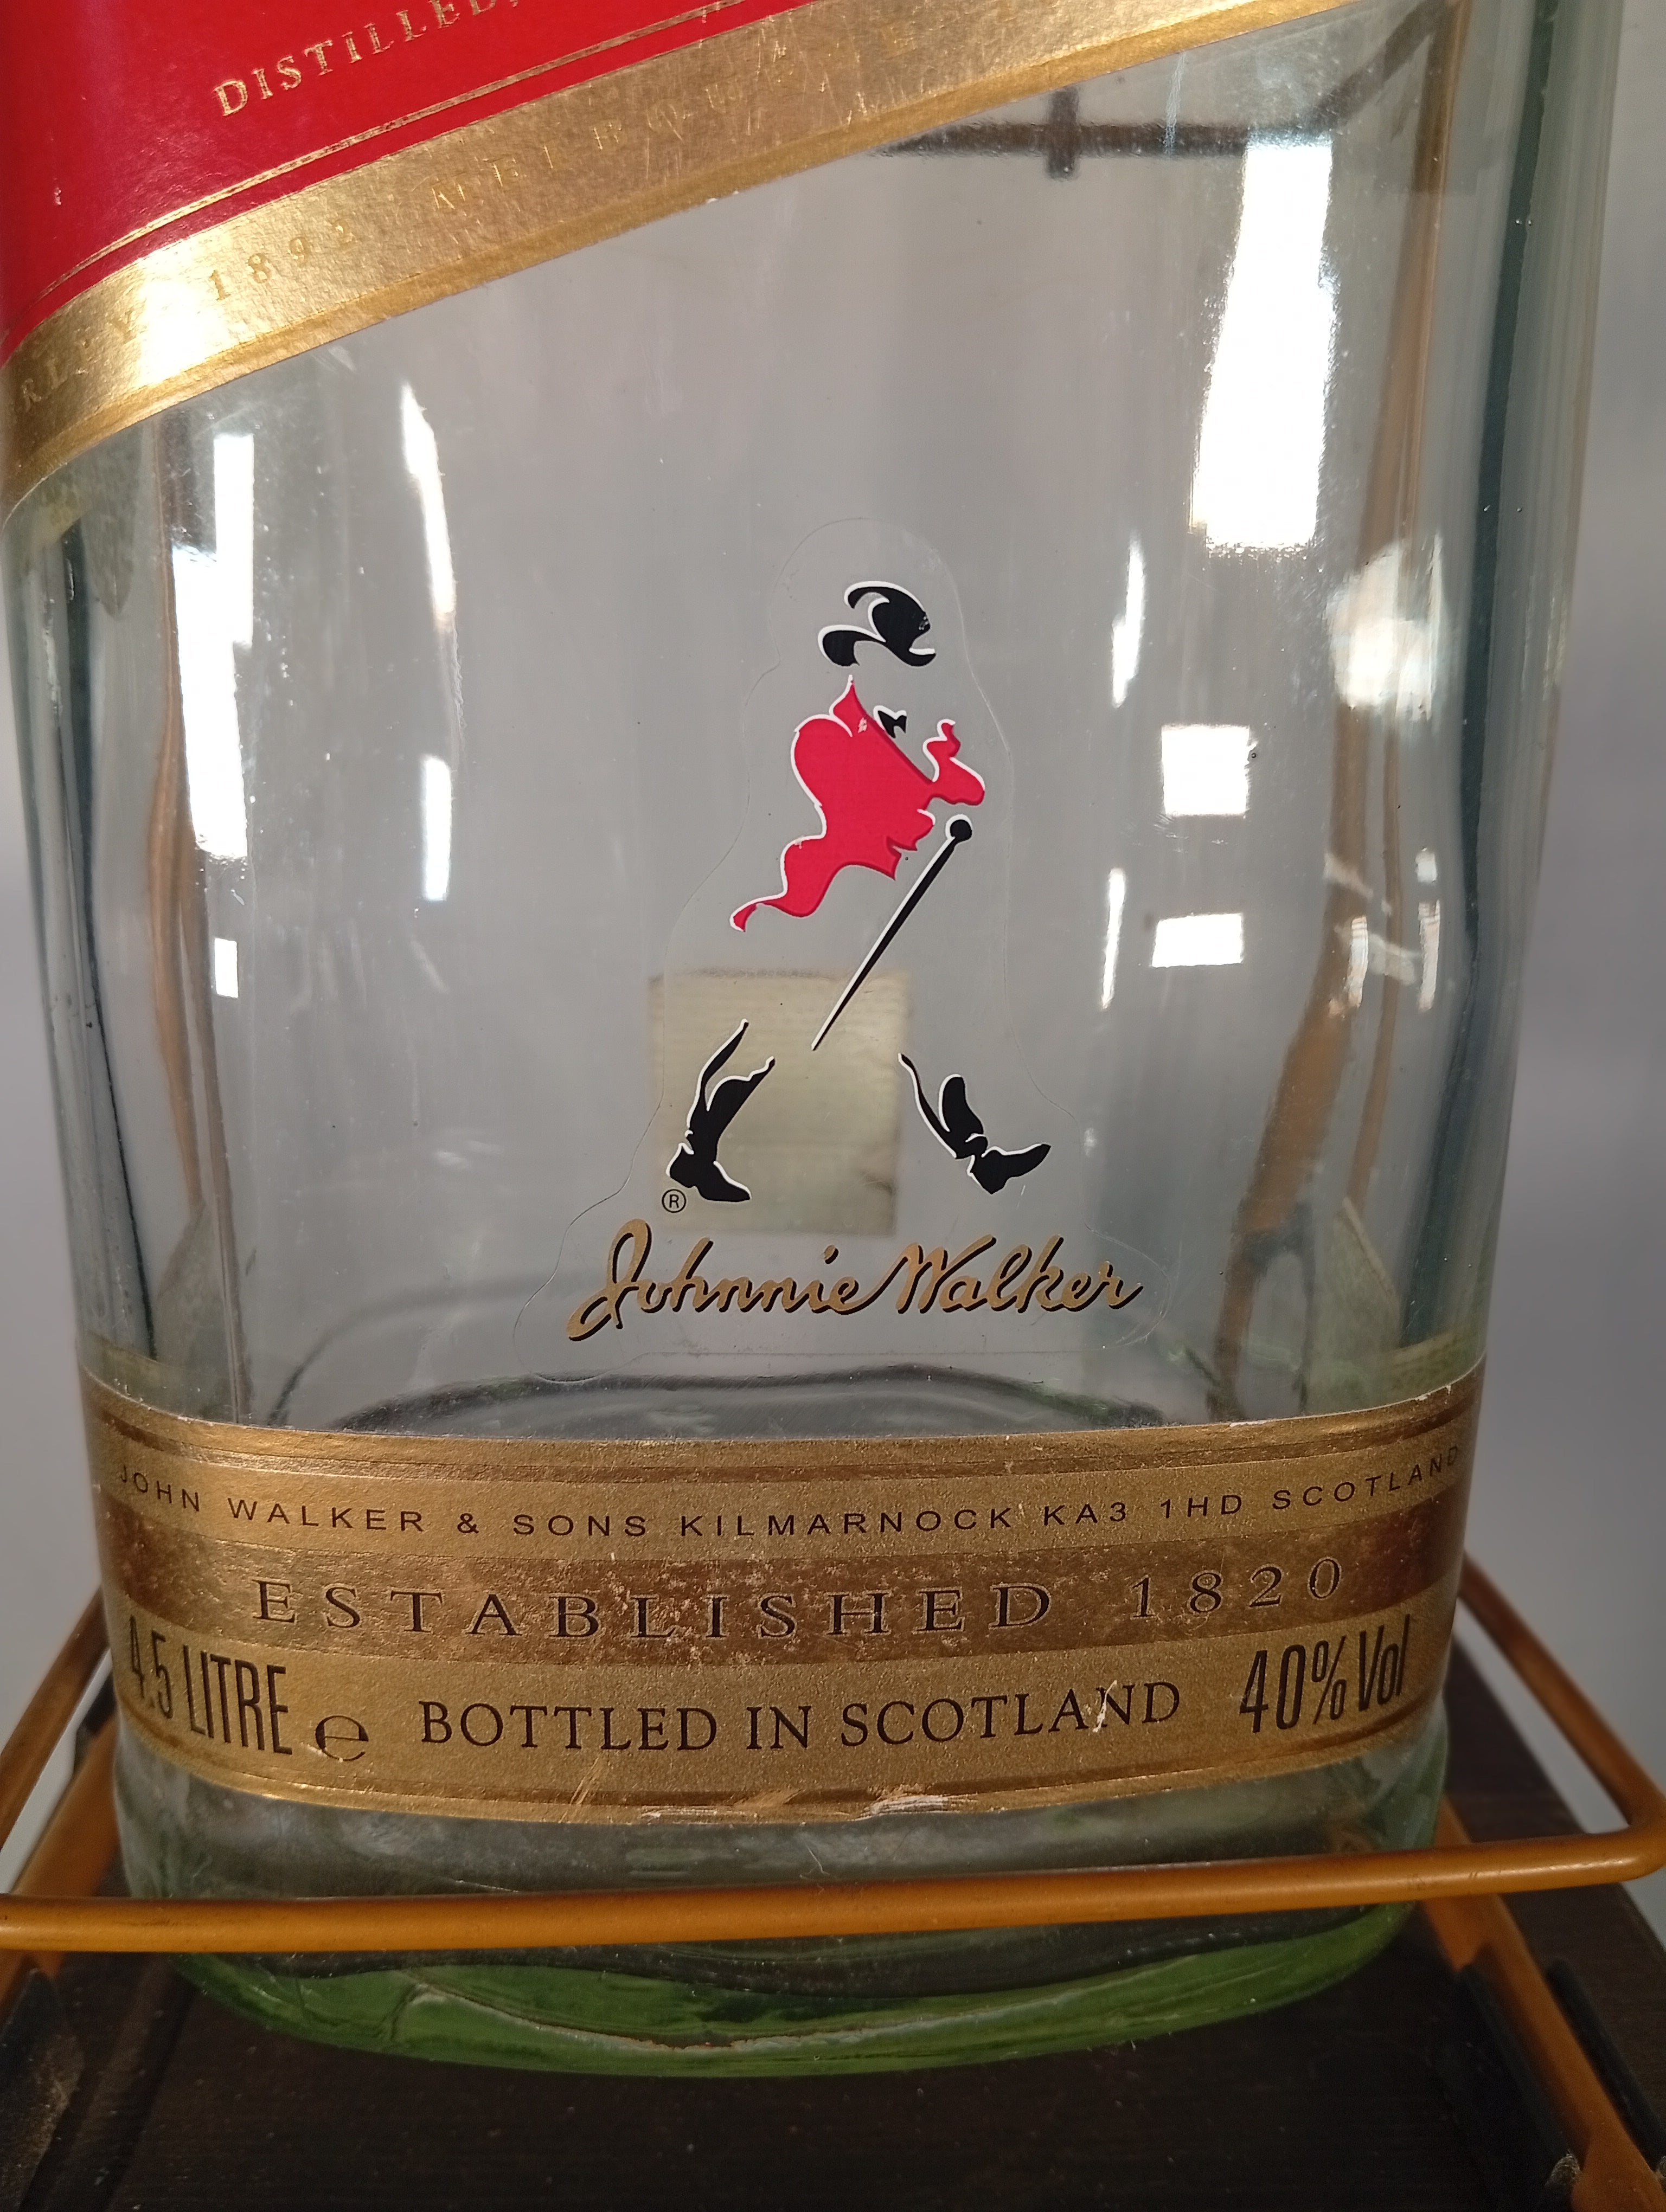 DISTILLED,
1892
®
Johnnie Walker
JOHN WALKER & SONS KILMARNOCK KA3 1HD SCOTLAND
ESTABLISHED 1820
4.5 LITRE ℮ BOTTLED IN SCOTLAND 40% Vol